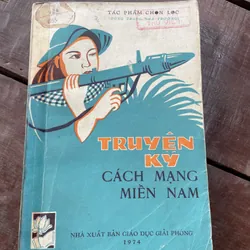 TÁC PHẨM CHỌN LỌC
TRUYỆN
KÝ
CÁCH MẠNG
MIỀN NAM
NHÀ XUẤT BẢN GIÁO DỤC GIẢI PHÓNG
1974